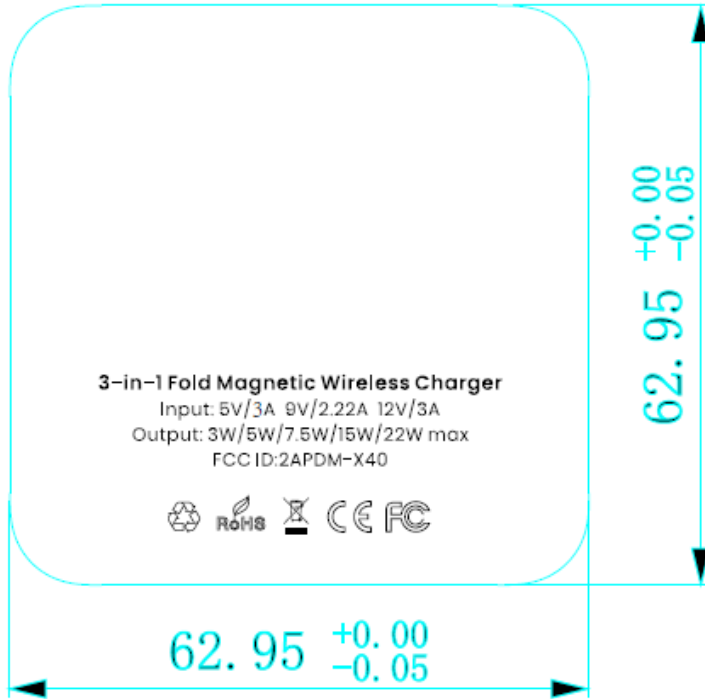 3-in-1 Fold Magnetic Wireless Charger
Input: 5V/3A 9V/2.22A 12V/3A
Output: 3W/5W/7.5W/15W/22W max
FCC ID:2APDM-X40
RoHS CE FC
62.95 +0.00 -0.05
62.95 +0.00 -0.05